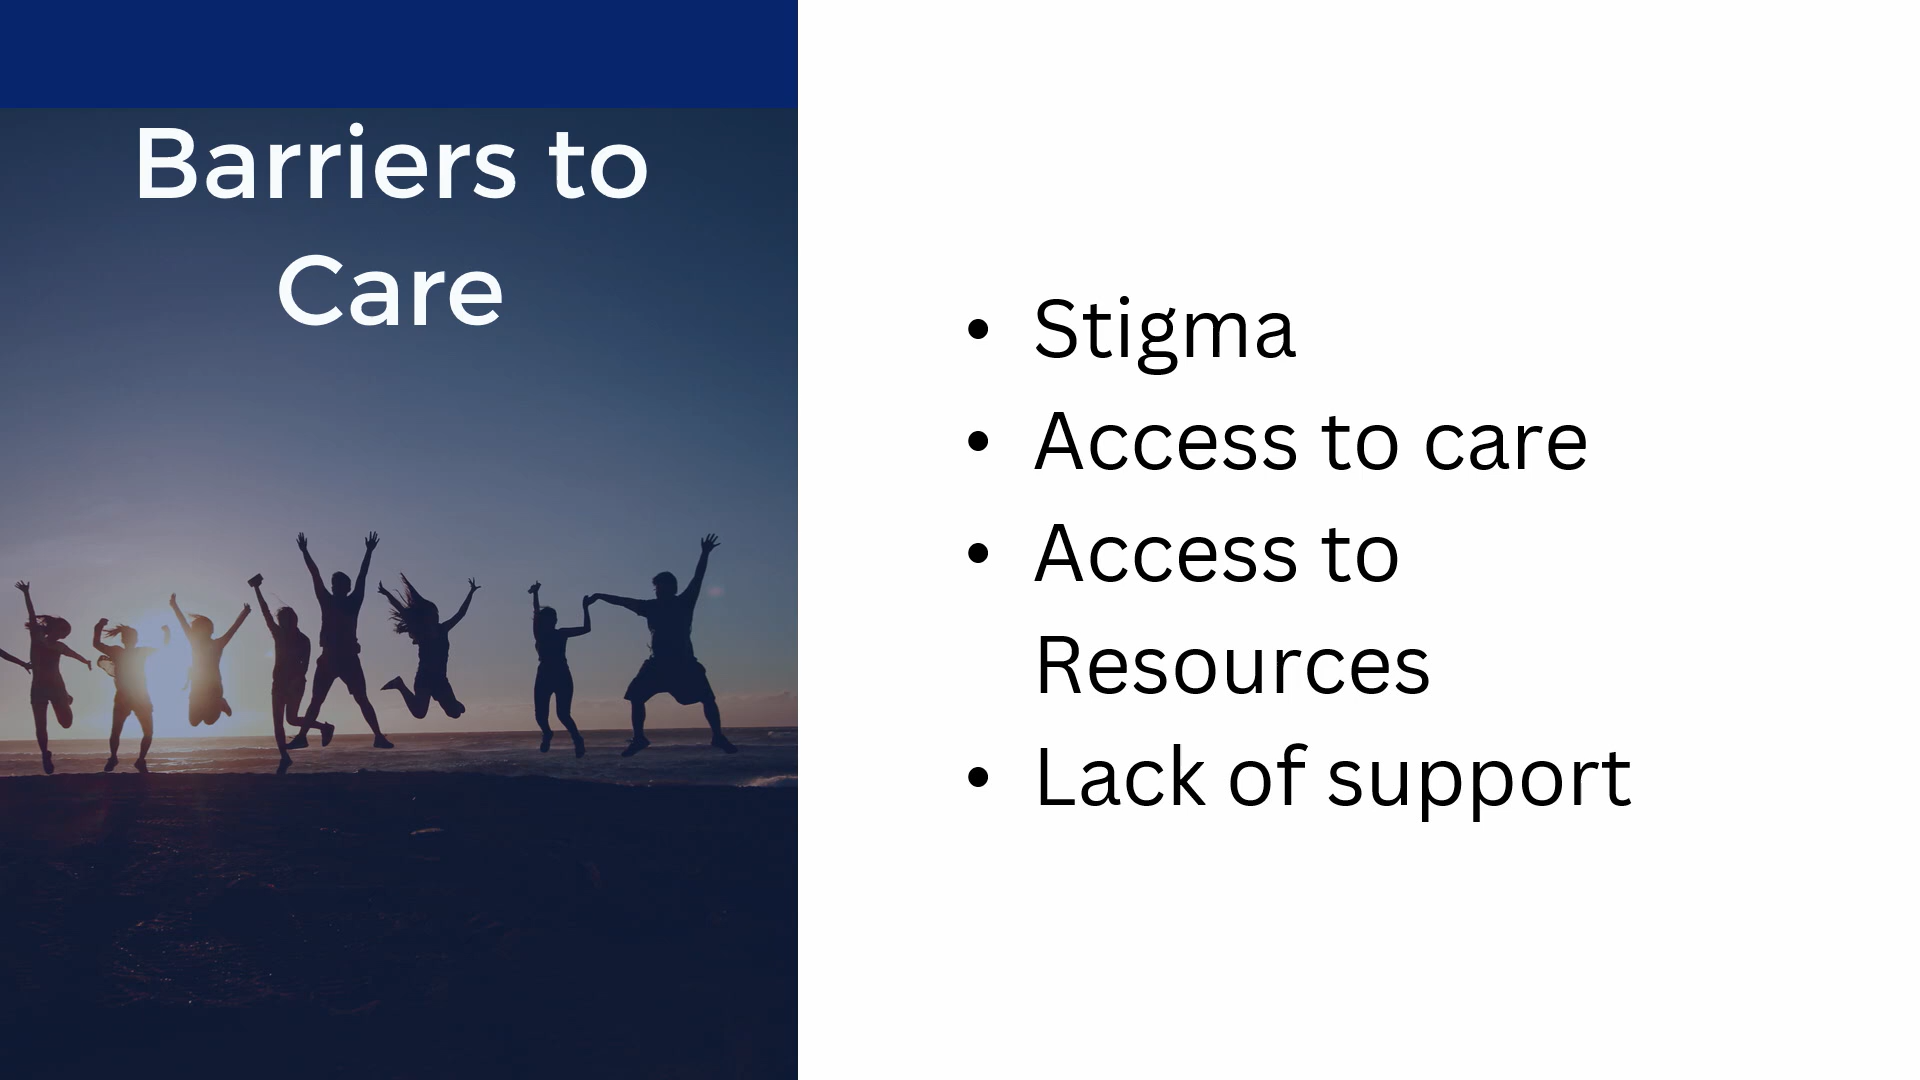 Barriers to
Care
• Stigma
• Access to care
• Access to
Resources
• Lack of support